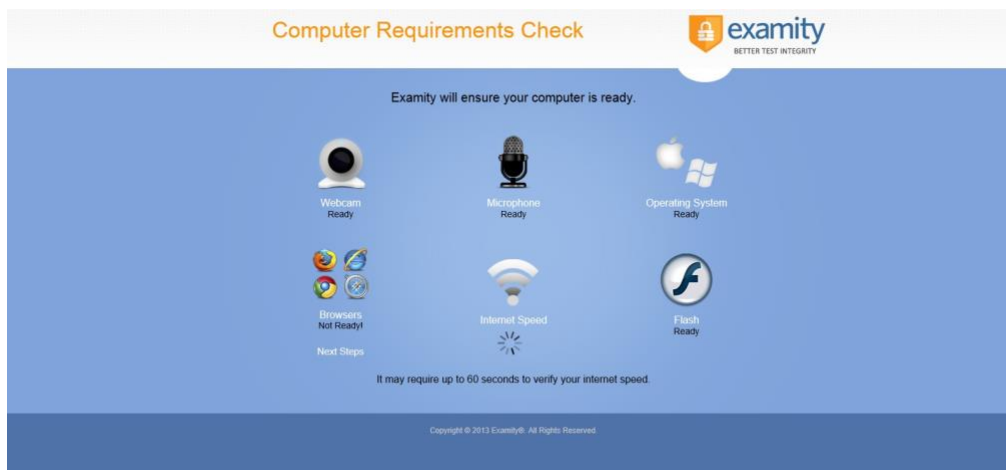 Computer Requirements Check
examity
BETTER TEST INTEGRITY
Examity will ensure your computer is ready.
Webcam
Ready
Microphone
Ready
Operating System
Ready
Browsers
Not Ready!
Next Steps
Internet Speed
Flash
Ready
It may require up to 60 seconds to verify your internet speed.
Copyright © 2013 Examity®. All Rights Reserved.